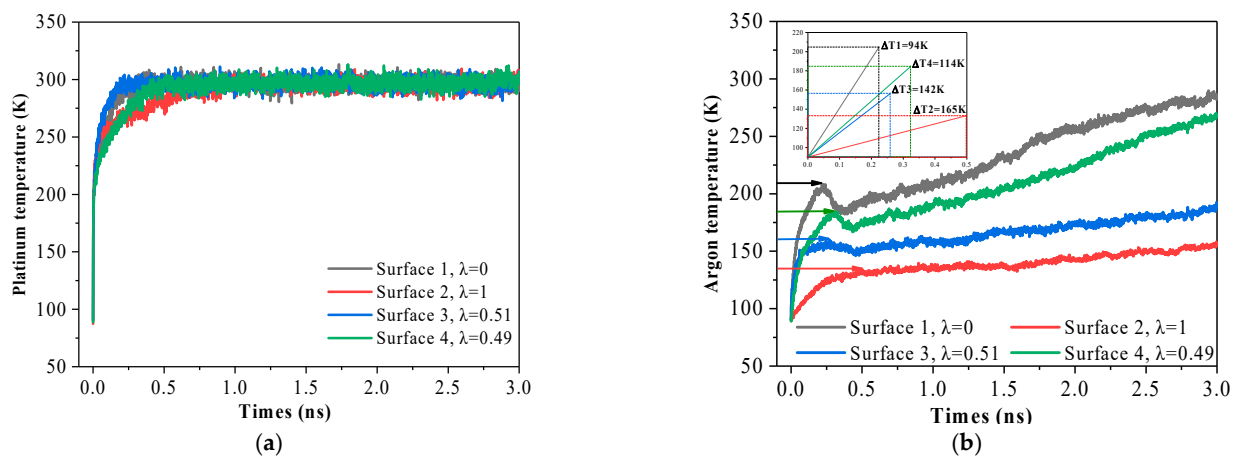 350
300
250
200
150
100
50
Platinum temperature (K)
Surface 1, λ=0
Surface 2, λ=1
Surface 3, λ=0.51
Surface 4, λ=0.49
0.0 0.5 1.0 1.5 2.0 2.5 3.0
Times (ns)
(a)
350
300
250
200
150
100
50
Argon temperature (K)
220
200
180
160
140
120
100
ΔT1=94K
ΔT4=114K
ΔT3=142K
ΔT2=165K
0.0 0.1 0.2 0.3 0.4 0.5
Surface 1, λ=0 Surface 2, λ=1
Surface 3, λ=0.51 Surface 4, λ=0.49
0.0 0.5 1.0 1.5 2.0 2.5 3.0
Times (ns)
(b)